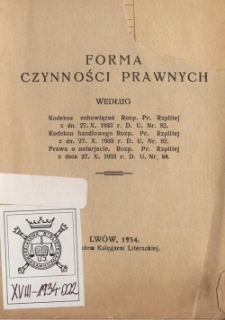 FORMA
CZYNNOŚCI PRAWNYCH
WEDŁUG
Kodeksu zobowiązań Rozp. Pr. Rzplitej
z dn. 27. X. 1933 r. D. U. Nr. 82.
Kodeksu handlowego Rozp. Pr. Rzplitej
z dn. 27. X. 1933 r. D. U. Nr. 82.
Prawa o notarjacie, Rozp. Pr. Rzplitej
z dnia 27. X. 1933 r. D. U. Nr. 84.
LWÓW, 1934.
Księgarni Literackiej.
XVIII-1934-022